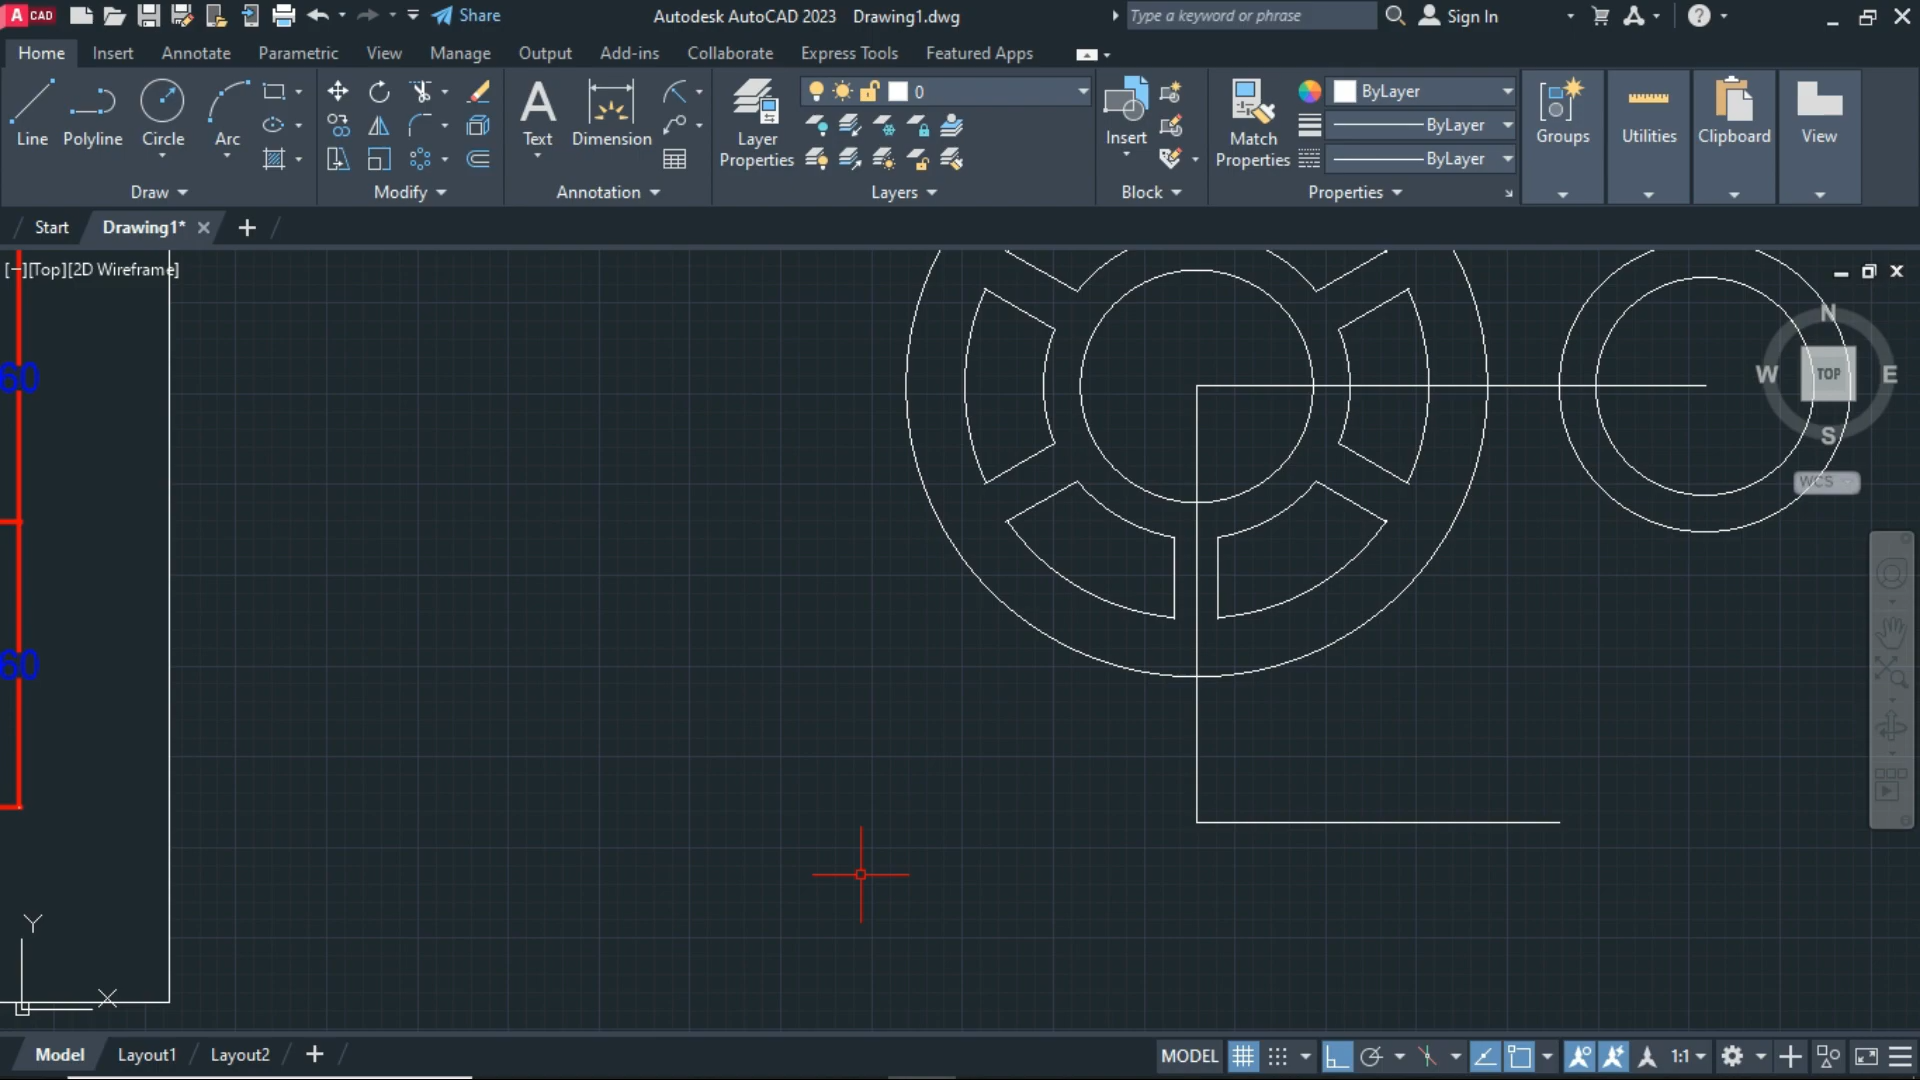 A CAD Share Autodesk AutoCAD 2023 Drawing1.dwg Type a keyword or phrase Sign In
Home Insert Annotate Parametric View Manage Output Add-ins Collaborate Express Tools Featured Apps
0 ByLayer
ByLayer
Line Polyline Circle Arc Text Dimension Layer Properties Insert Match Properties Groups Utilities Clipboard View
ByLayer
Draw Modify Annotation Layers Block Properties
Start Drawing1*
[−][Top][2D Wireframe]
N
W TOP E
S
WCS
60
60
Y
X
Model Layout1 Layout2 MODEL 1:1